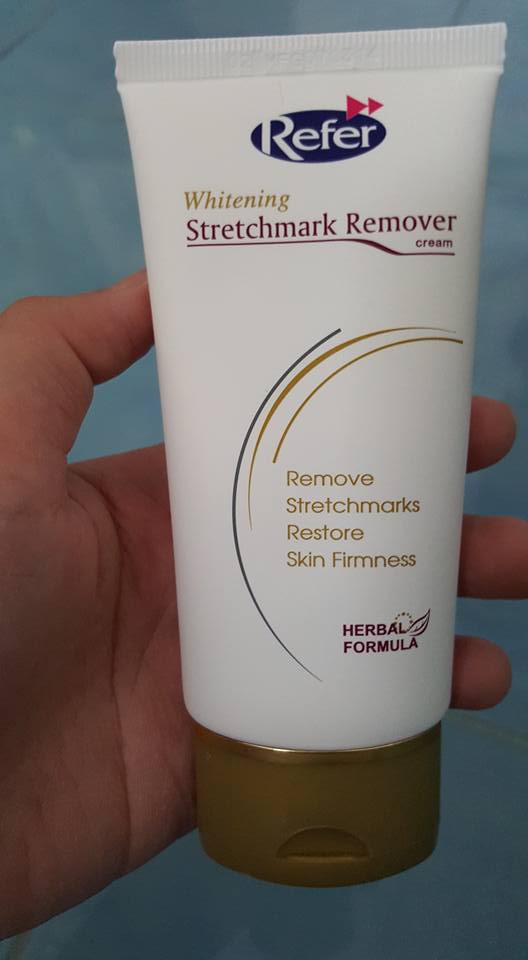 Refer
Whitening
Stretchmark Remover
cream
Remove
Stretchmarks
Restore
Skin Firmness
HERBAL
FORMULA